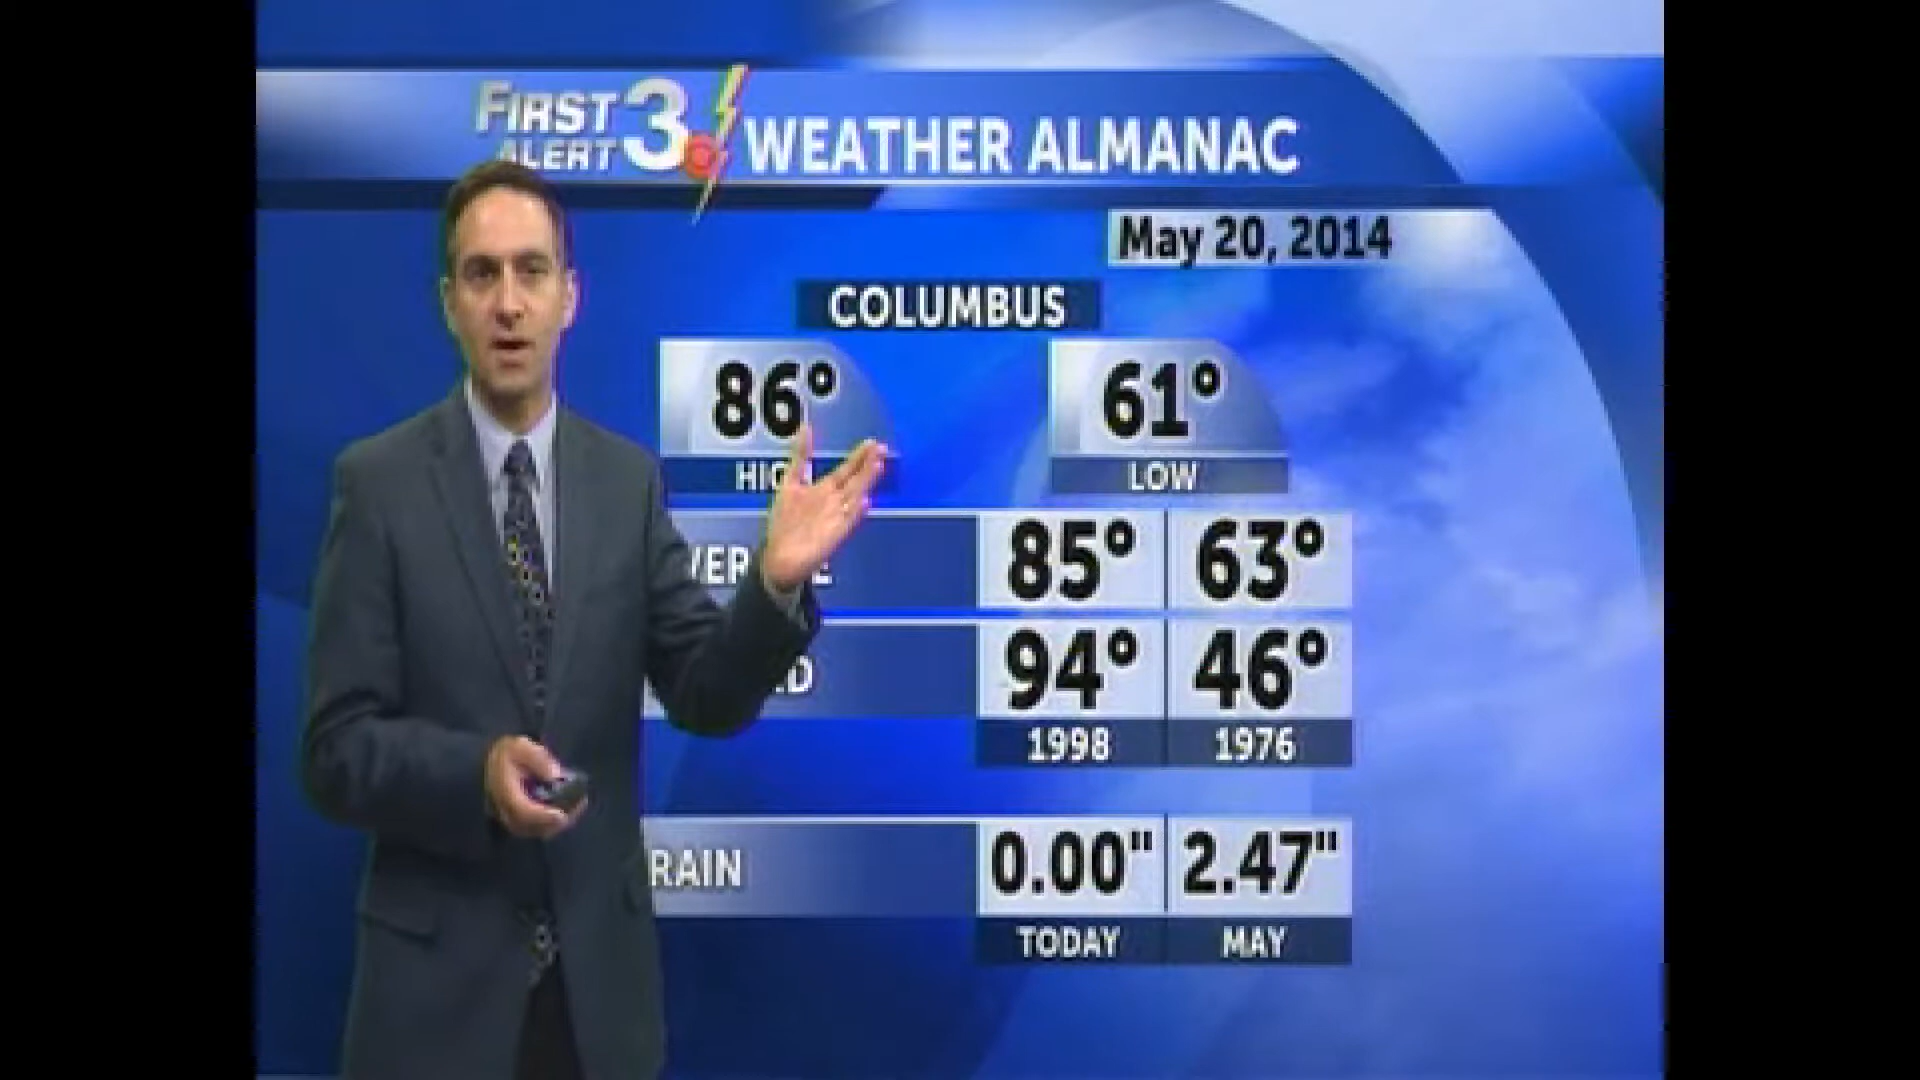 FIRST
ALERT 3
WEATHER ALMANAC
May 20, 2014
COLUMBUS
86° 61°
LOW
85° 63°
94° 46°
1998 1976
RAIN 0.00" 2.47"
TODAY MAY